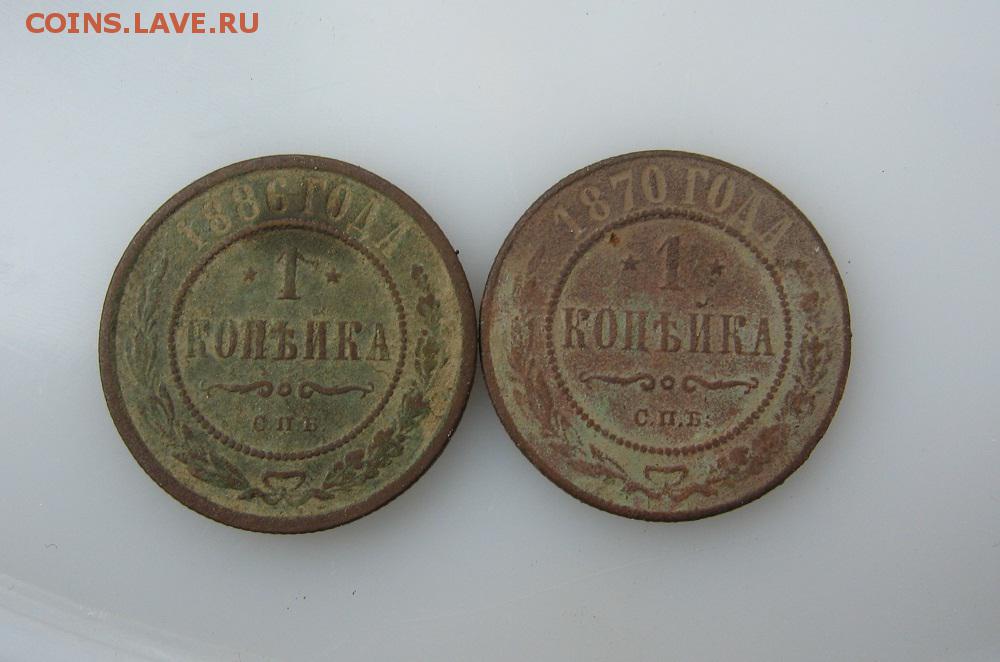 COINS.LAVE.RU
1886 ГОДА
1
КОПѢЙКА
С.П.Б.
1870 ГОДА
1
КОПѢЙКА
С.П.Б.